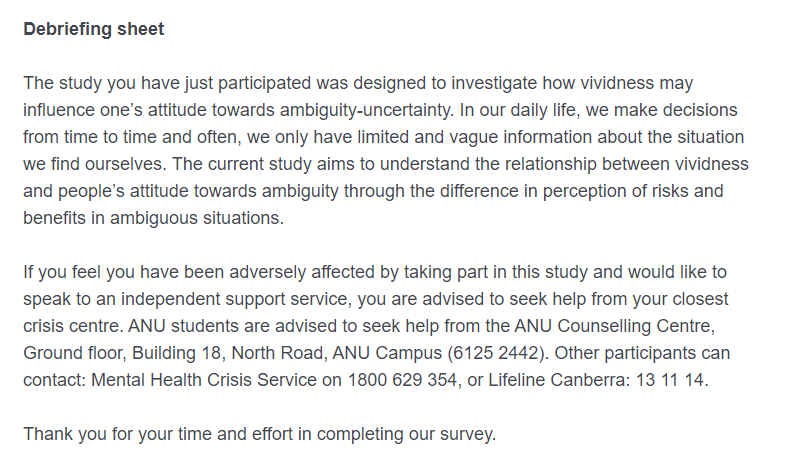 Debriefing sheet
The study you have just participated was designed to investigate how vividness may
influence one’s attitude towards ambiguity-uncertainty. In our daily life, we make decisions
from time to time and often, we only have limited and vague information about the situation
we find ourselves. The current study aims to understand the relationship between vividness
and people’s attitude towards ambiguity through the difference in perception of risks and
benefits in ambiguous situations.
If you feel you have been adversely affected by taking part in this study and would like to
speak to an independent support service, you are advised to seek help from your closest
crisis centre. ANU students are advised to seek help from the ANU Counselling Centre,
Ground floor, Building 18, North Road, ANU Campus (6125 2442). Other participants can
contact: Mental Health Crisis Service on 1800 629 354, or Lifeline Canberra: 13 11 14.
Thank you for your time and effort in completing our survey.